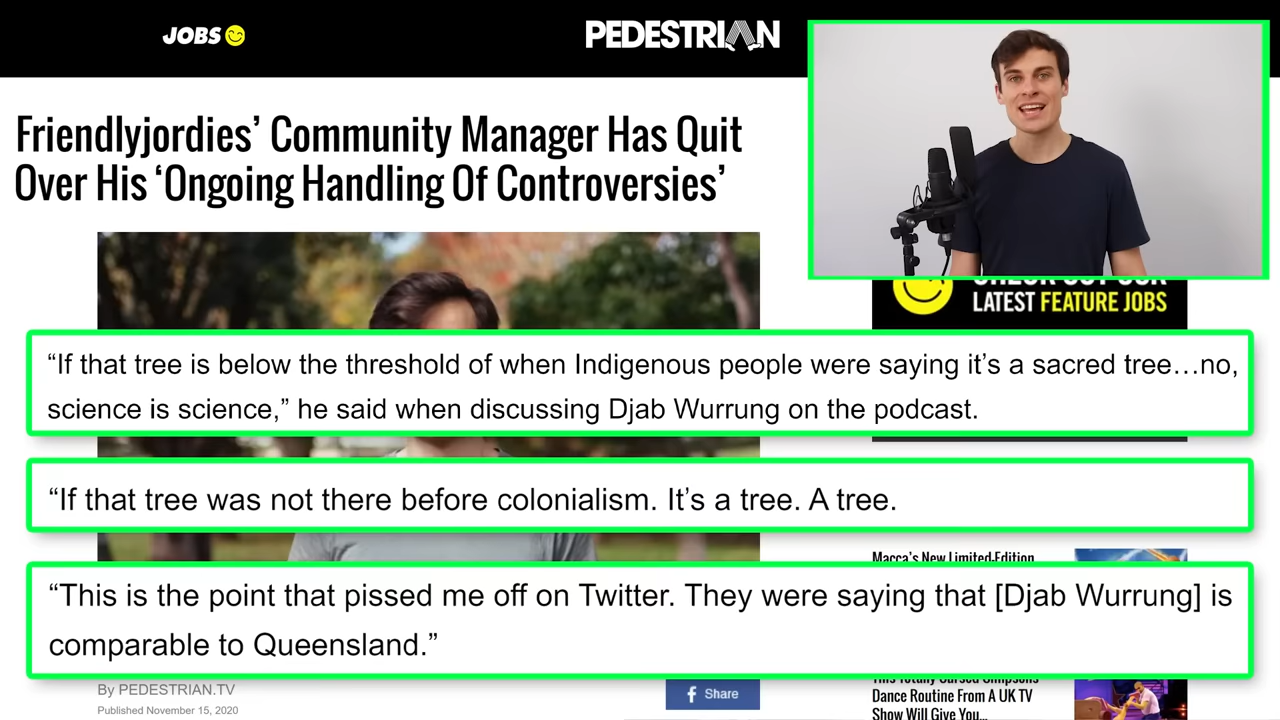 JOBS
PEDESTRIAN
Friendlyjordies’ Community Manager Has Quit
Over His ‘Ongoing Handling Of Controversies’
LATEST FEATURE JOBS
“If that tree is below the threshold of when Indigenous people were saying it’s a sacred tree…no,
science is science,” he said when discussing Djab Wurrung on the podcast.
“If that tree was not there before colonialism. It’s a tree. A tree.
Macca’s New Limited-Edition
“This is the point that pissed me off on Twitter. They were saying that [Djab Wurrung] is
comparable to Queensland.”
By PEDESTRIAN.TV
Published November 15, 2020
Share
This Totally Cursed Simpsons
Dance Routine From A UK TV
Show Will Give You...